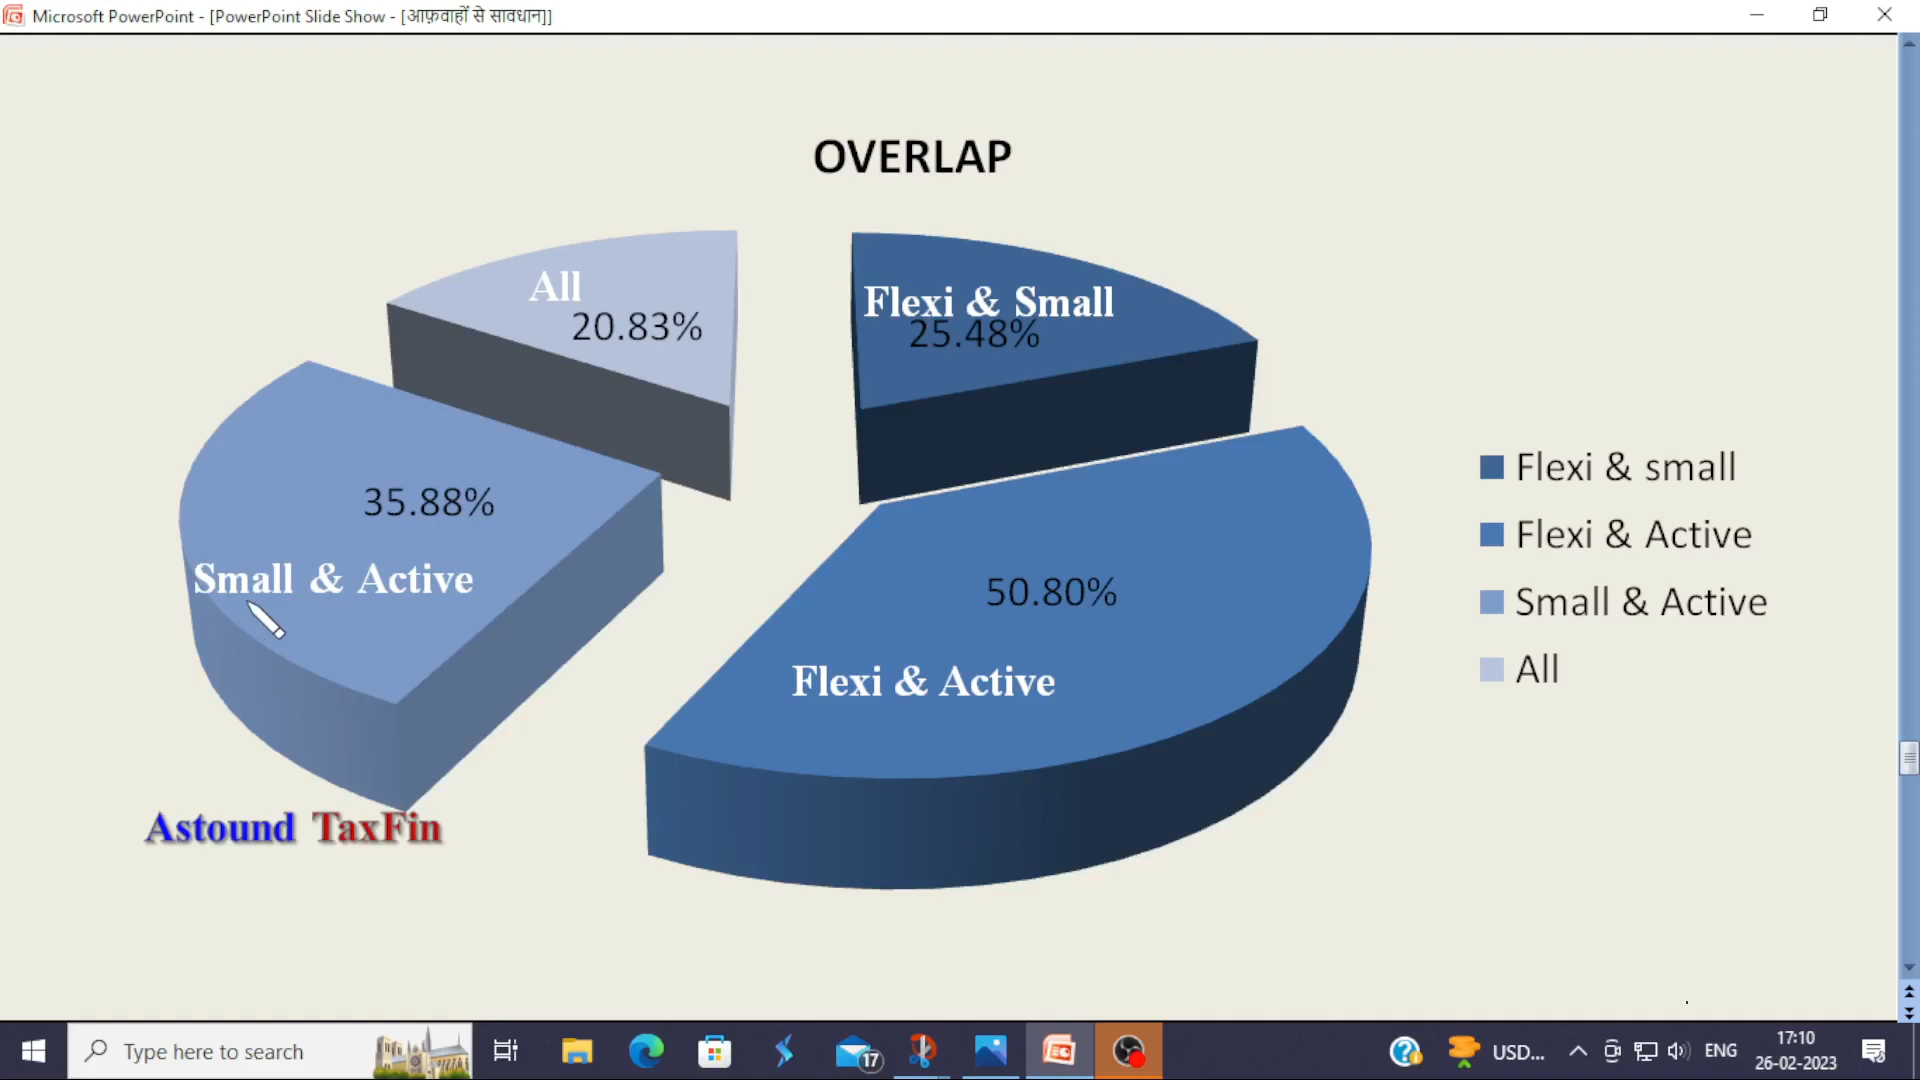 Microsoft PowerPoint - [PowerPoint Slide Show - [आफ़वाहों से सावधान]]
OVERLAP
All
20.83%
Flexi & Small
25.48%
35.88%
Small & Active
50.80%
Flexi & Active
Flexi & small
Flexi & Active
Small & Active
All
Astound TaxFin
Type here to search
17
USD...
ENG
17:10
26-02-2023